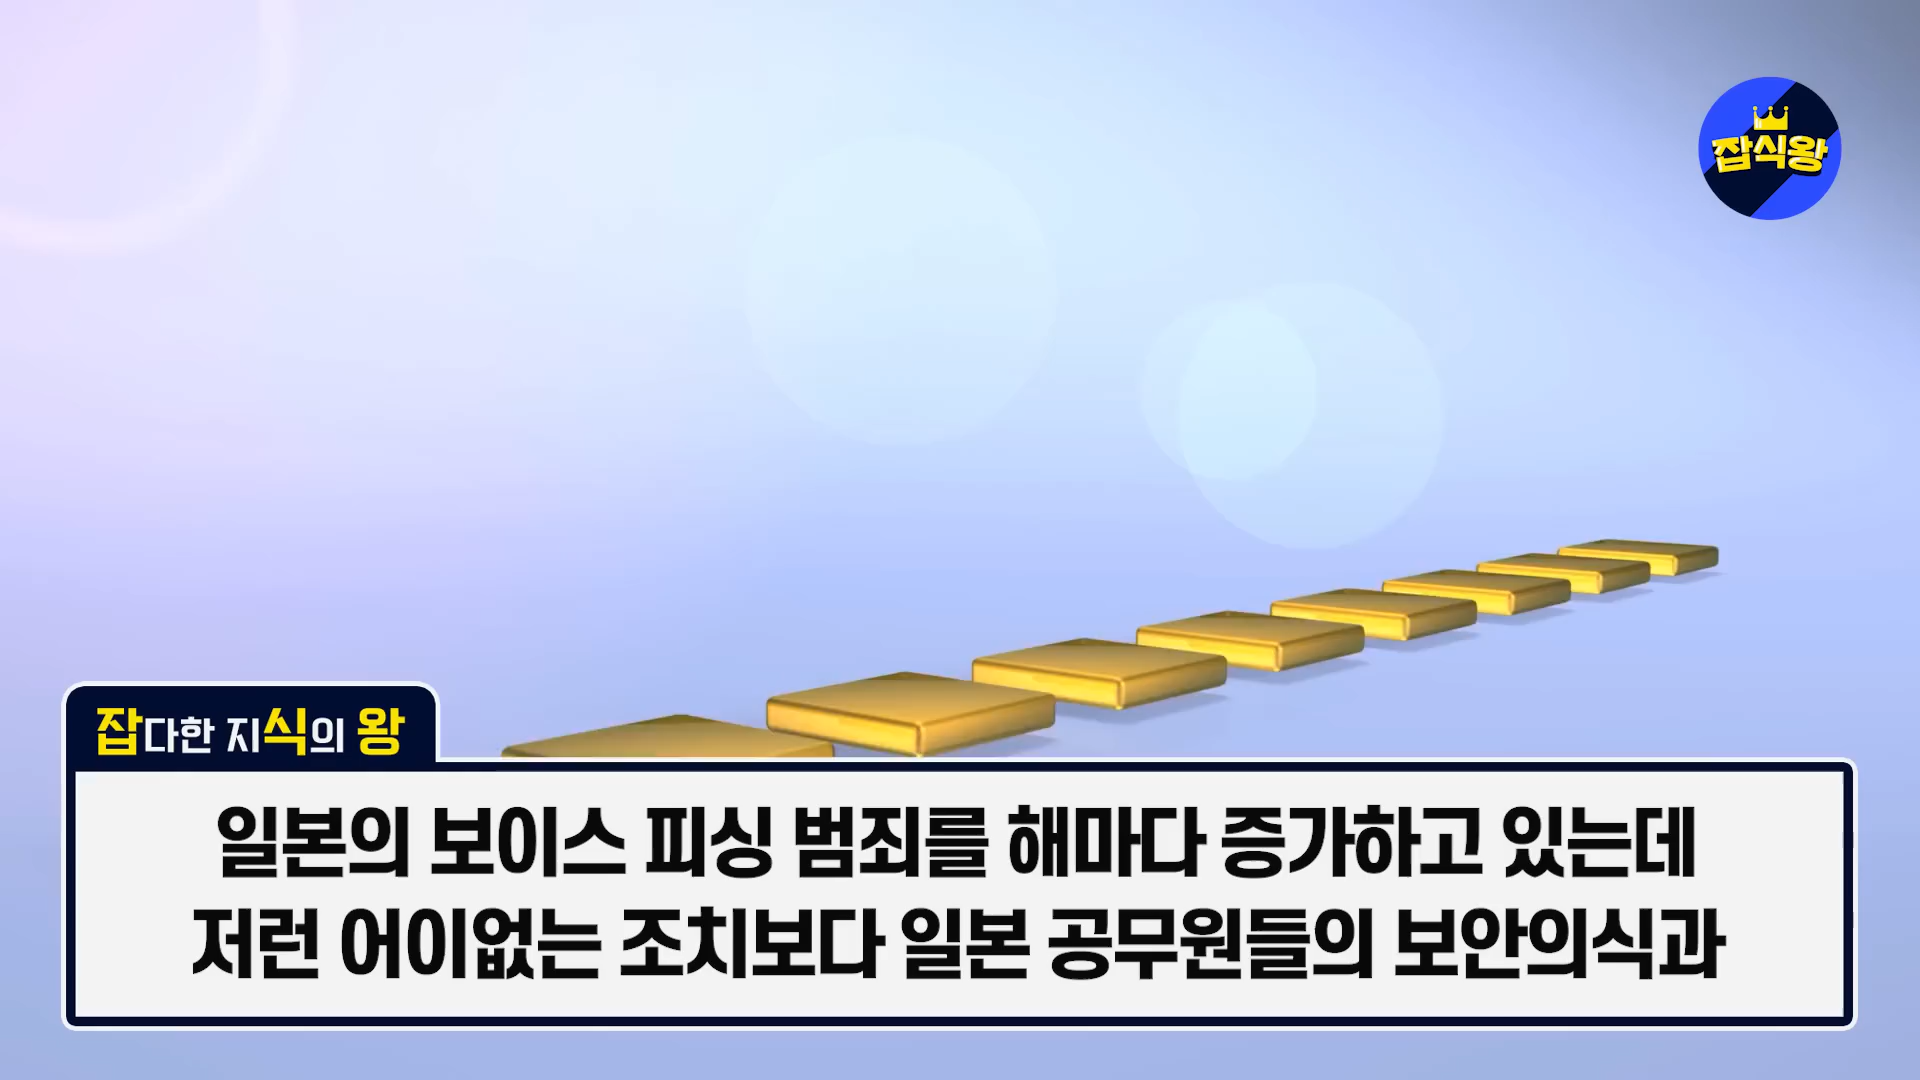 잡식왕
잡다한 지식의 왕
일본의 보이스 피싱 범죄를 해마다 증가하고 있는데
저런 어이없는 조치보다 일본 공무원들의 보안의식과